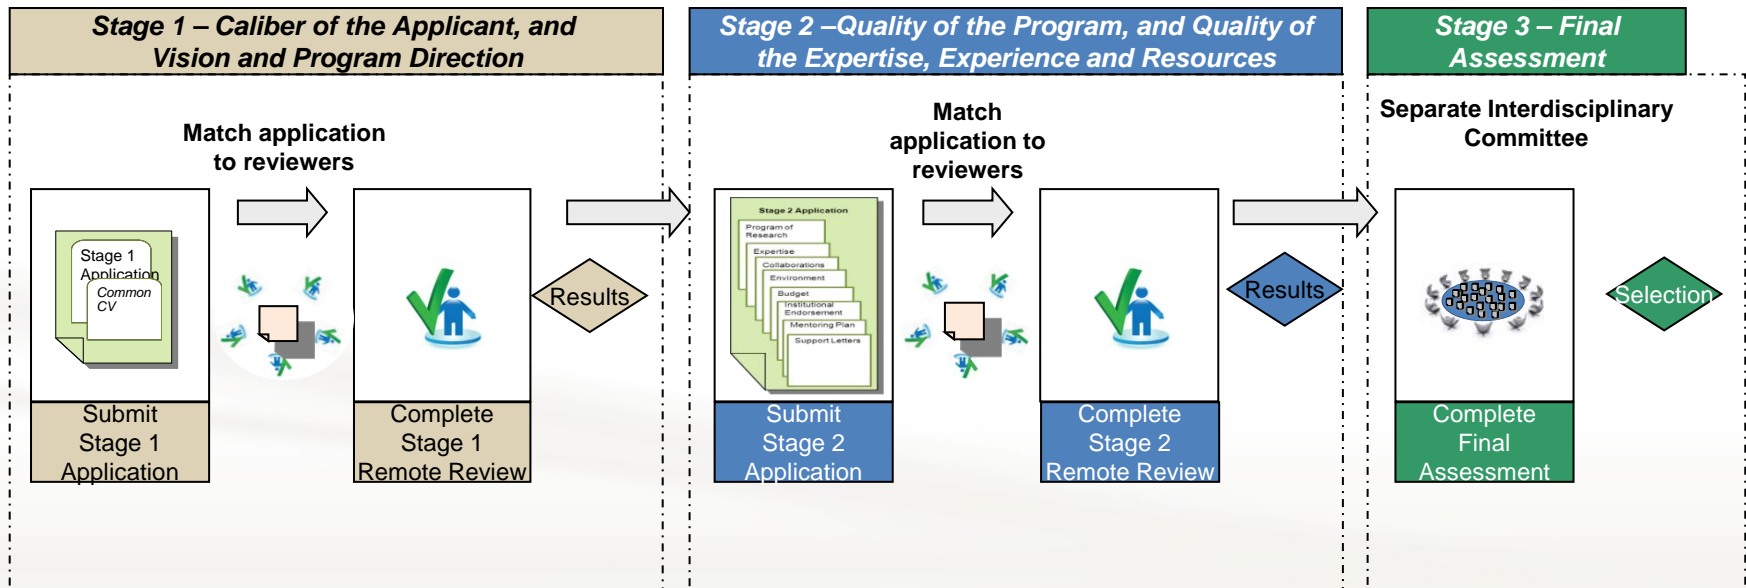 Stage 1 – Caliber of the Applicant, and
Vision and Program Direction
Match application
to reviewers
Stage 1
Application
Common
CV
Submit
Stage 1
Application
Complete
Stage 1
Remote Review
Results
Stage 2 –Quality of the Program, and Quality of
the Expertise, Experience and Resources
Match
application to
reviewers
Stage 2 Application
Program of
Research
Expertise
Collaborations
Environment
Budget
Institutional
Endorsement
Mentoring Plan
Support Letters
Submit
Stage 2
Application
Complete
Stage 2
Remote Review
Results
Stage 3 – Final
Assessment
Separate Interdisciplinary
Committee
Complete
Final
Assessment
Selection